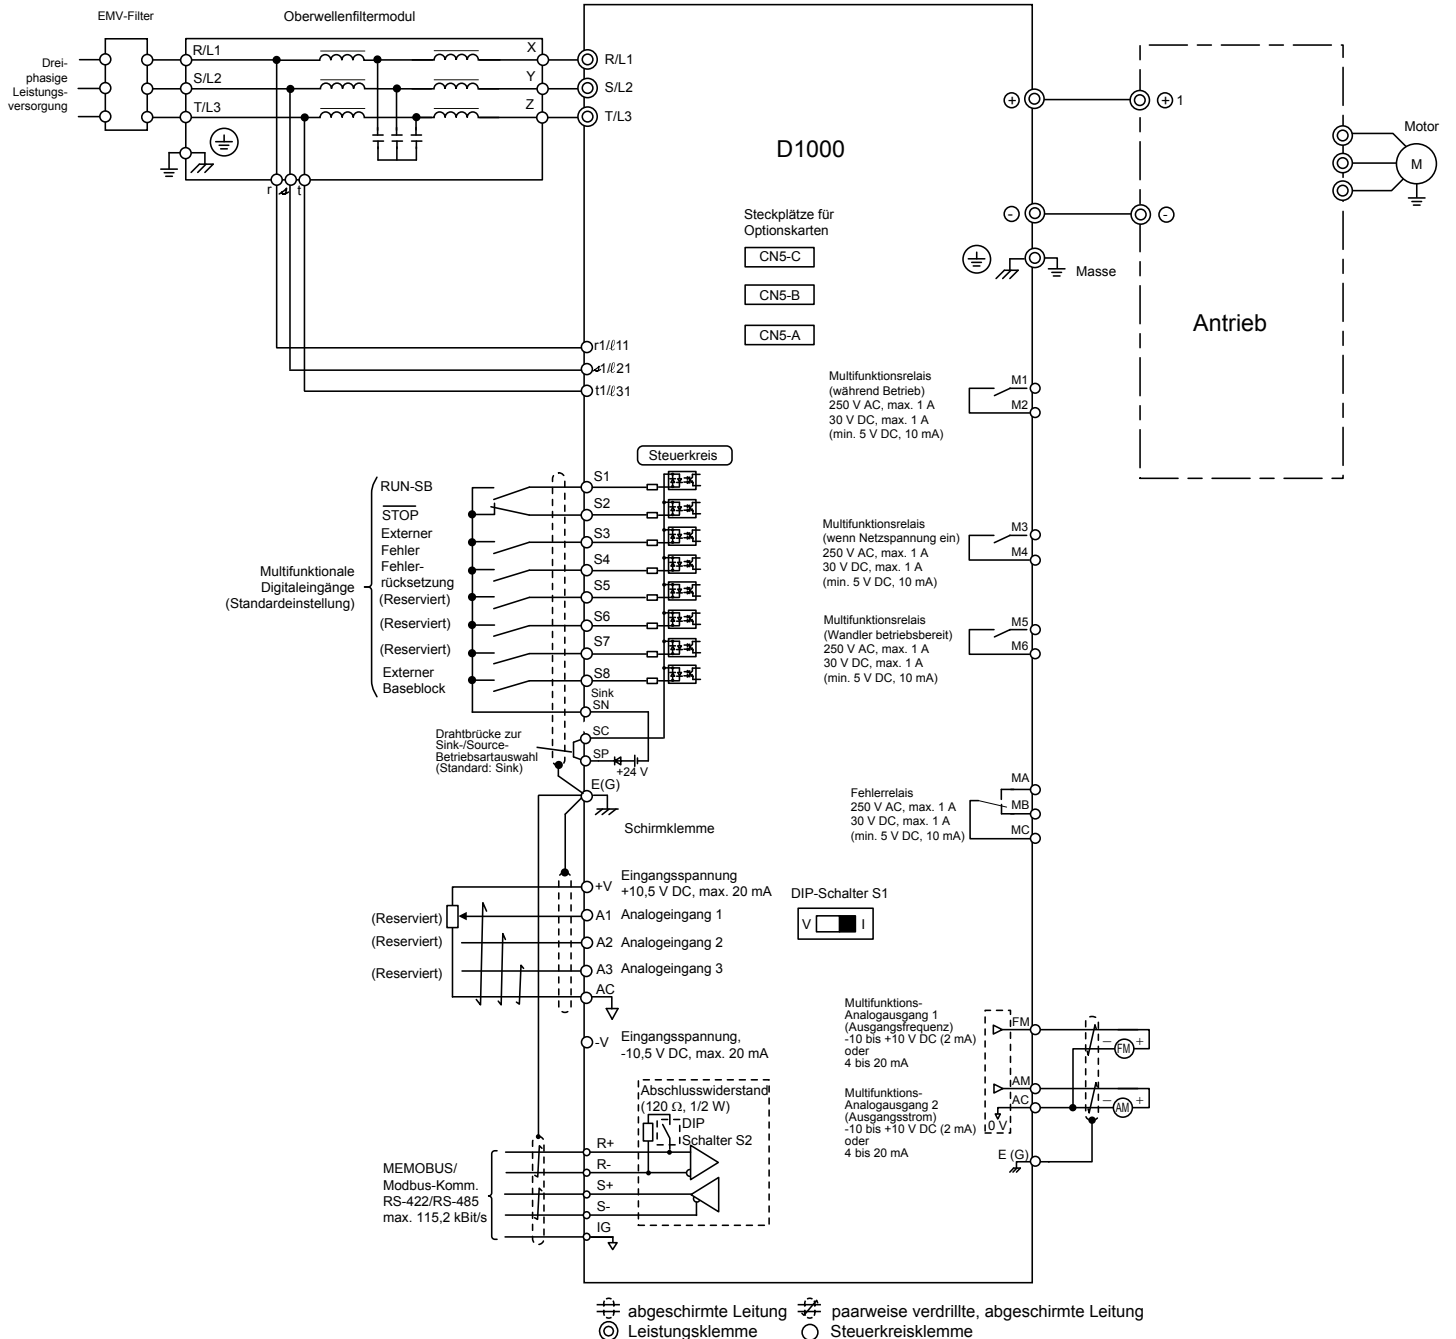 EMV-Filter
Oberwellenfiltermodul
Drei-
phasige
Leistungs-
versorgung
R/L1
X
R/L1
S/L2
Y
S/L2
T/L3
Z
T/L3
r
t
D1000
Steckplätze für
Optionskarten
CN5-C
CN5-B
CN5-A
+
+ 1
-
-
Masse
Motor
M
Antrieb
r1/ℓ11
1/ℓ21
t1/ℓ31
Multifunktionsrelais
(während Betrieb)
250 V AC, max. 1 A
30 V DC, max. 1 A
(min. 5 V DC, 10 mA)
M1
M2
Steuerkreis
Multifunktionale
Digitaleingänge
(Standardeinstellung)
RUN-SB
STOP
Externer
Fehler
Fehler-
rücksetzung
(Reserviert)
(Reserviert)
(Reserviert)
Externer
Baseblock
S1
S2
S3
S4
S5
S6
S7
S8
Sink
SN
SC
SP
+24 V
E(G)
Drahtbrücke zur
Sink-/Source-
Betriebsartauswahl
(Standard: Sink)
Schirmklemme
Multifunktionsrelais
(wenn Netzspannung ein)
250 V AC, max. 1 A
30 V DC, max. 1 A
(min. 5 V DC, 10 mA)
M3
M4
Multifunktionsrelais
(Wandler betriebsbereit)
250 V AC, max. 1 A
30 V DC, max. 1 A
(min. 5 V DC, 10 mA)
M5
M6
Fehlerrelais
250 V AC, max. 1 A
30 V DC, max. 1 A
(min. 5 V DC, 10 mA)
MA
MB
MC
+V
Eingangsspannung
+10,5 V DC, max. 20 mA
(Reserviert)
A1 Analogeingang 1
(Reserviert)
A2 Analogeingang 2
(Reserviert)
A3 Analogeingang 3
AC
-V
Eingangsspannung,
-10,5 V DC, max. 20 mA
DIP-Schalter S1
V
I
Multifunktions-
Analogausgang 1
(Ausgangsfrequenz)
-10 bis +10 V DC (2 mA)
oder
4 bis 20 mA
FM
− FM +
Multifunktions-
Analogausgang 2
(Ausgangsstrom)
-10 bis +10 V DC (2 mA)
oder
4 bis 20 mA
AM
AC
0 V
− AM +
E (G)
Abschlusswiderstand
(120 Ω, 1/2 W)
DIP
Schalter S2
MEMOBUS/
Modbus-Komm.
RS-422/RS-485
max. 115,2 kBit/s
R+
R-
S+
S-
IG
abgeschirmte Leitung
paarweise verdrillte, abgeschirmte Leitung
Leistungsklemme
Steuerkreisklemme